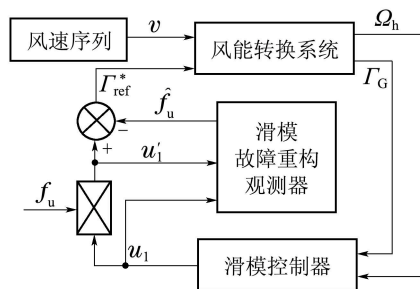 风速序列
v
风能转换系统
Ω_h
Γ*_ref
Γ_G
f̂_u
−
+
滑模
故障重构
观测器
u′_1
f_u
u_1
滑模控制器